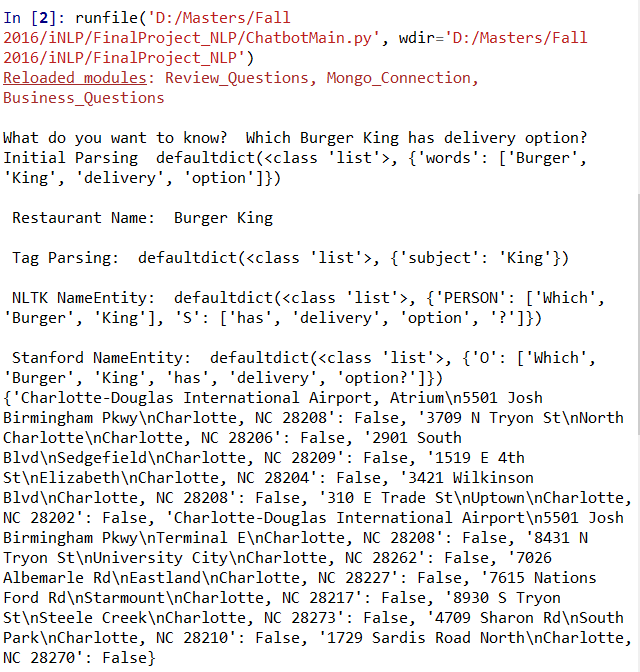 In [2]: runfile('D:/Masters/Fall
2016/iNLP/FinalProject_NLP/ChatbotMain.py', wdir='D:/Masters/Fall
2016/iNLP/FinalProject_NLP')
Reloaded modules: Review_Questions, Mongo_Connection,
Business_Questions
What do you want to know?  Which Burger King has delivery option?
Initial Parsing  defaultdict(<class 'list'>, {'words': ['Burger',
'King', 'delivery', 'option']})
Restaurant Name:  Burger King
Tag Parsing:  defaultdict(<class 'list'>, {'subject': 'King'})
NLTK NameEntity:  defaultdict(<class 'list'>, {'PERSON': ['Which',
'Burger', 'King'], 'S': ['has', 'delivery', 'option', '?']})
Stanford NameEntity:  defaultdict(<class 'list'>, {'O': ['Which',
'Burger', 'King', 'has', 'delivery', 'option?']})
{'Charlotte-Douglas International Airport, Atrium\n5501 Josh
Birmingham Pkwy\nCharlotte, NC 28208': False, '3709 N Tryon St\nNorth
Charlotte\nCharlotte, NC 28206': False, '2901 South
Blvd\nSedgefield\nCharlotte, NC 28209': False, '1519 E 4th
St\nElizabeth\nCharlotte, NC 28204': False, '3421 Wilkinson
Blvd\nCharlotte, NC 28208': False, '310 E Trade St\nUptown\nCharlotte,
NC 28202': False, 'Charlotte-Douglas International Airport\n5501 Josh
Birmingham Pkwy\nTerminal E\nCharlotte, NC 28208': False, '8431 N
Tryon St\nUniversity City\nCharlotte, NC 28262': False, '7026
Albemarle Rd\nEastland\nCharlotte, NC 28227': False, '7615 Nations
Ford Rd\nStarmount\nCharlotte, NC 28217': False, '8930 S Tryon
St\nSteele Creek\nCharlotte, NC 28273': False, '4709 Sharon Rd\nSouth
Park\nCharlotte, NC 28210': False, '1729 Sardis Road North\nCharlotte,
NC 28270': False}